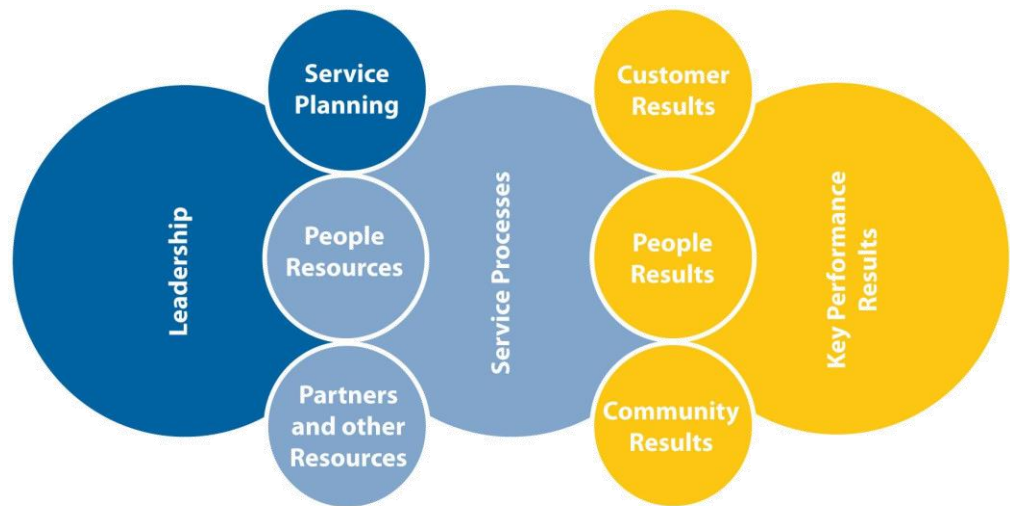 Leadership
Service
Planning
People
Resources
Partners
and other
Resources
Service Processes
Customer
Results
People
Results
Community
Results
Key Performance
Results